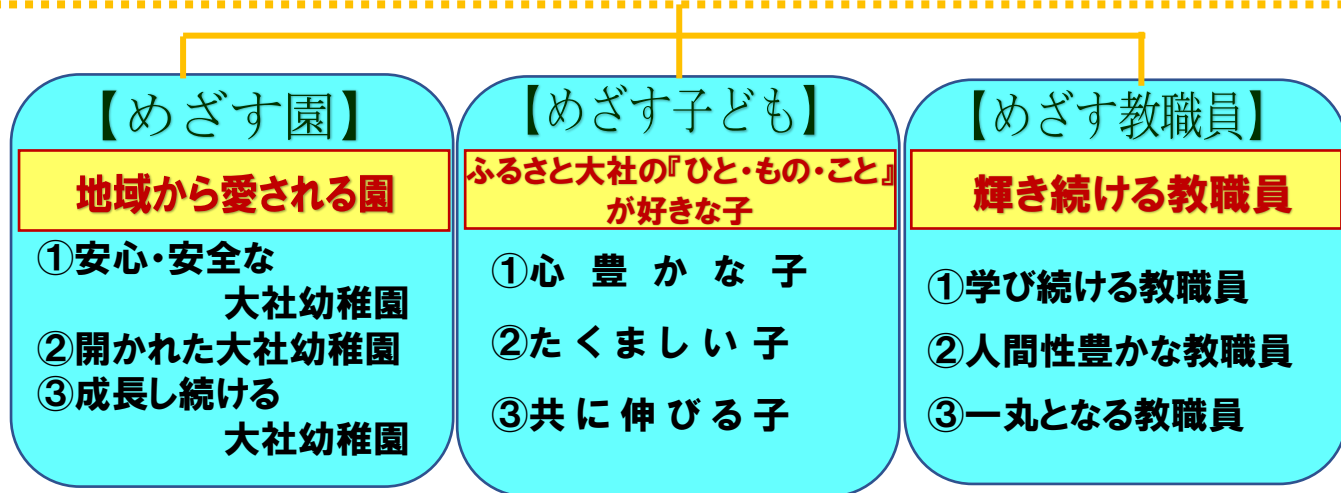 【めざす園】
地域から愛される園
①安心・安全な
大社幼稚園
②開かれた大社幼稚園
③成長し続ける
大社幼稚園
【めざす子ども】
ふるさと大社の『ひと・もの・こと』
が好きな子
①心豊かな子
②たくましい子
③共に伸びる子
【めざす教職員】
輝き続ける教職員
①学び続ける教職員
②人間性豊かな教職員
③一丸となる教職員